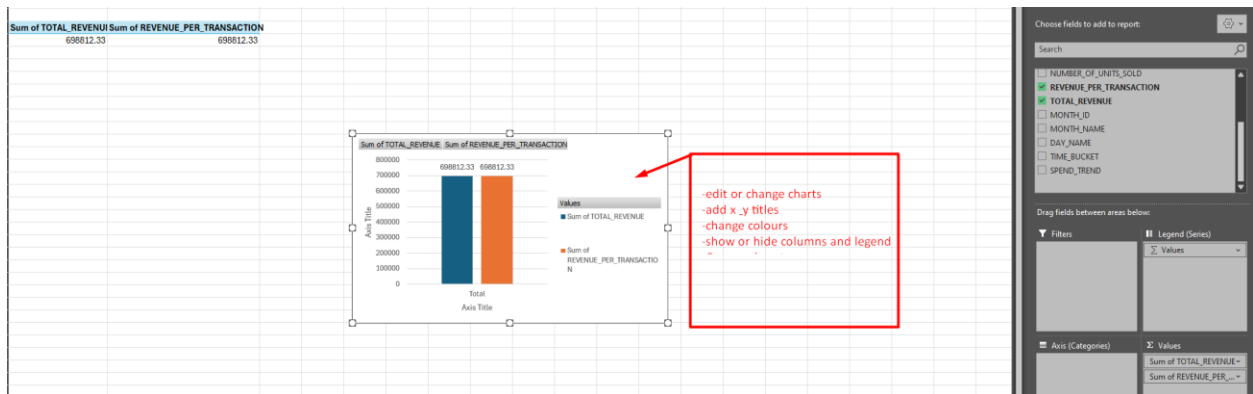 Sum of TOTAL_REVENUI Sum of REVENUE_PER_TRANSACTION
698812.33 698812.33
Sum of TOTAL_REVENUE Sum of REVENUE_PER_TRANSACTION
800000
700000
600000
500000
400000
300000
200000
100000
0
Axis Title
698812.33 698812.33
Total
Axis Title
Values
Sum of TOTAL_REVENUE
Sum of
REVENUE_PER_TRANSACTIO
N
-edit or change charts
-add x _y titles
-change colours
-show or hide columns and legend
Choose fields to add to report:
Search
NUMBER_OF_UNITS_SOLD
REVENUE_PER_TRANSACTION
TOTAL_REVENUE
MONTH_ID
MONTH_NAME
DAY_NAME
TIME_BUCKET
SPEND_TREND
Drag fields between areas below:
Filters
Legend (Series)
Σ Values
Axis (Categories)
Σ Values
Sum of TOTAL_REVENUE
Sum of REVENUE_PER_...